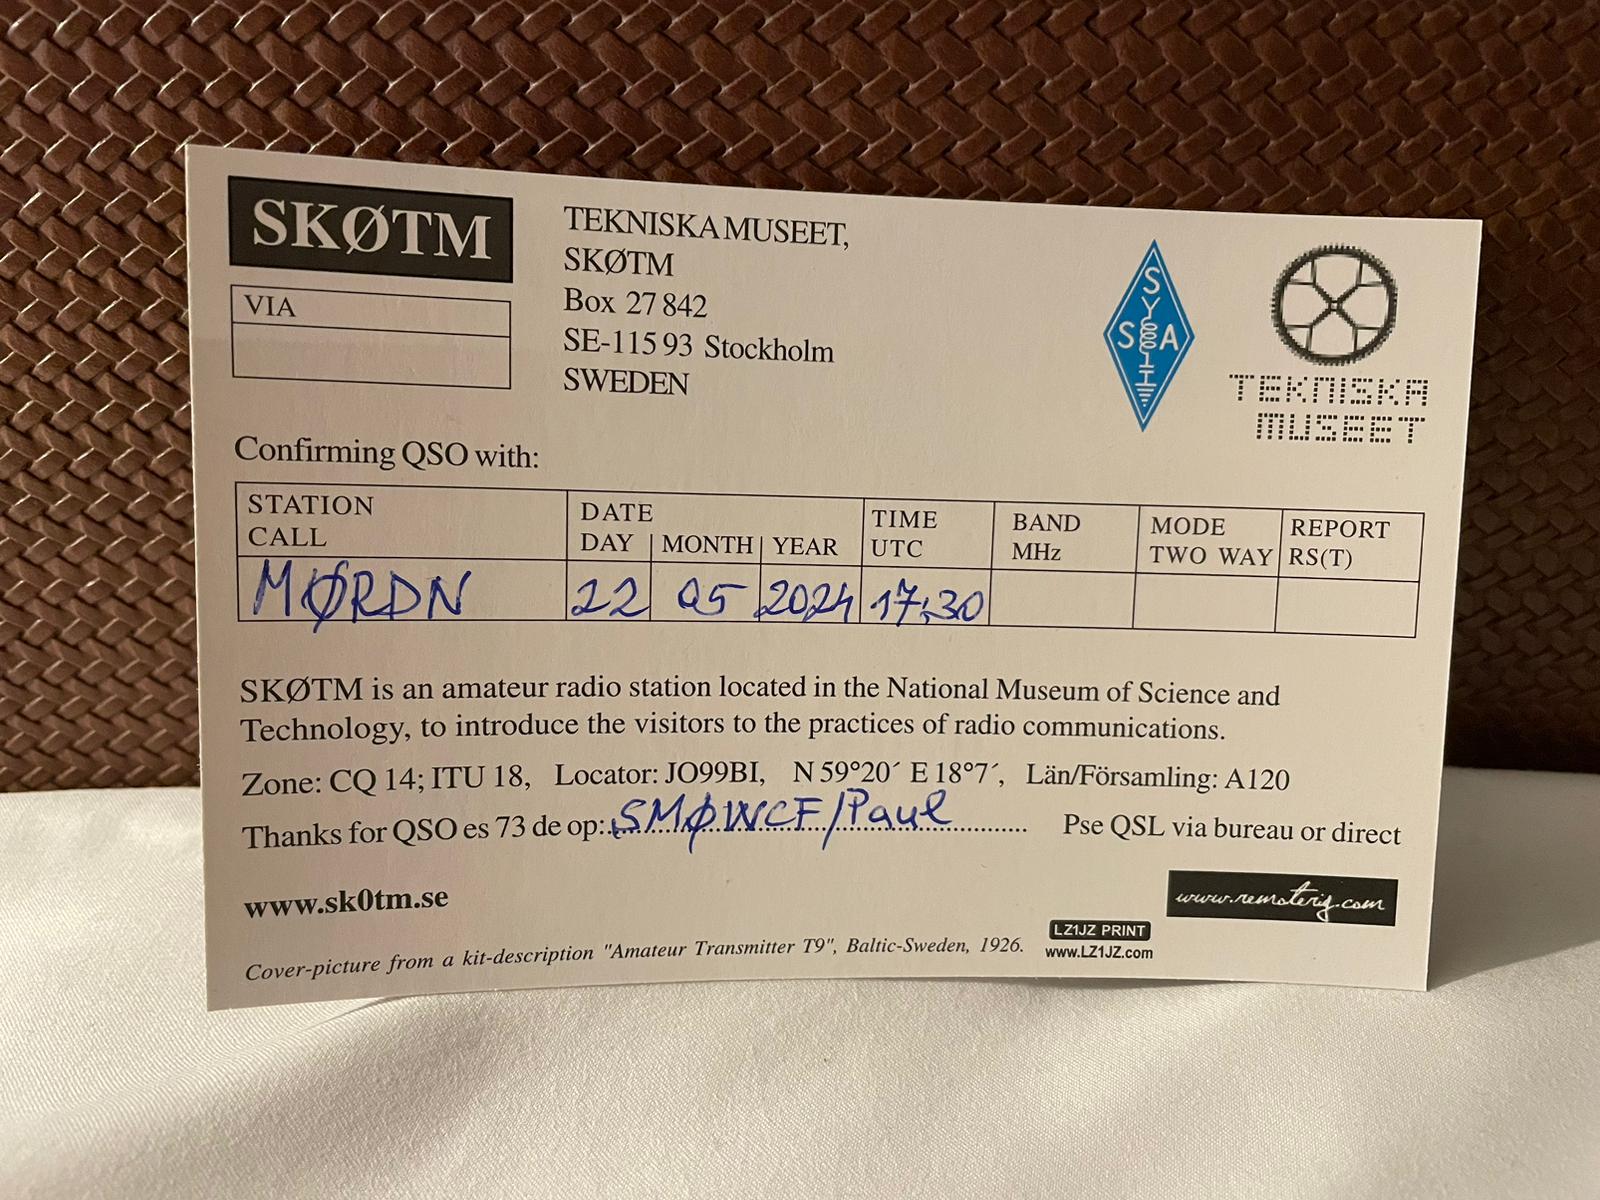 SKØTM
VIA
TEKNISKA MUSEET,
SKØTM
Box 27 842
SE-115 93 Stockholm
SWEDEN
SSA
TEKNISKA
MUSEET
Confirming QSO with:
STATION CALL
DATE
DAY MONTH YEAR
TIME UTC
BAND MHz
MODE TWO WAY
REPORT RS(T)
MØRDN 22 05 2024 17:30
SKØTM is an amateur radio station located in the National Museum of Science and
Technology, to introduce the visitors to the practices of radio communications.
Zone: CQ 14; ITU 18, Locator: JO99BI, N 59°20´ E 18°7´, Län/Församling: A120
Thanks for QSO es 73 de op: SMØWCF/Paul Pse QSL via bureau or direct
www.sk0tm.se
www.remoterig.com
Cover-picture from a kit-description "Amateur Transmitter T9", Baltic-Sweden, 1926.
LZ1JZ PRINT
www.LZ1JZ.com